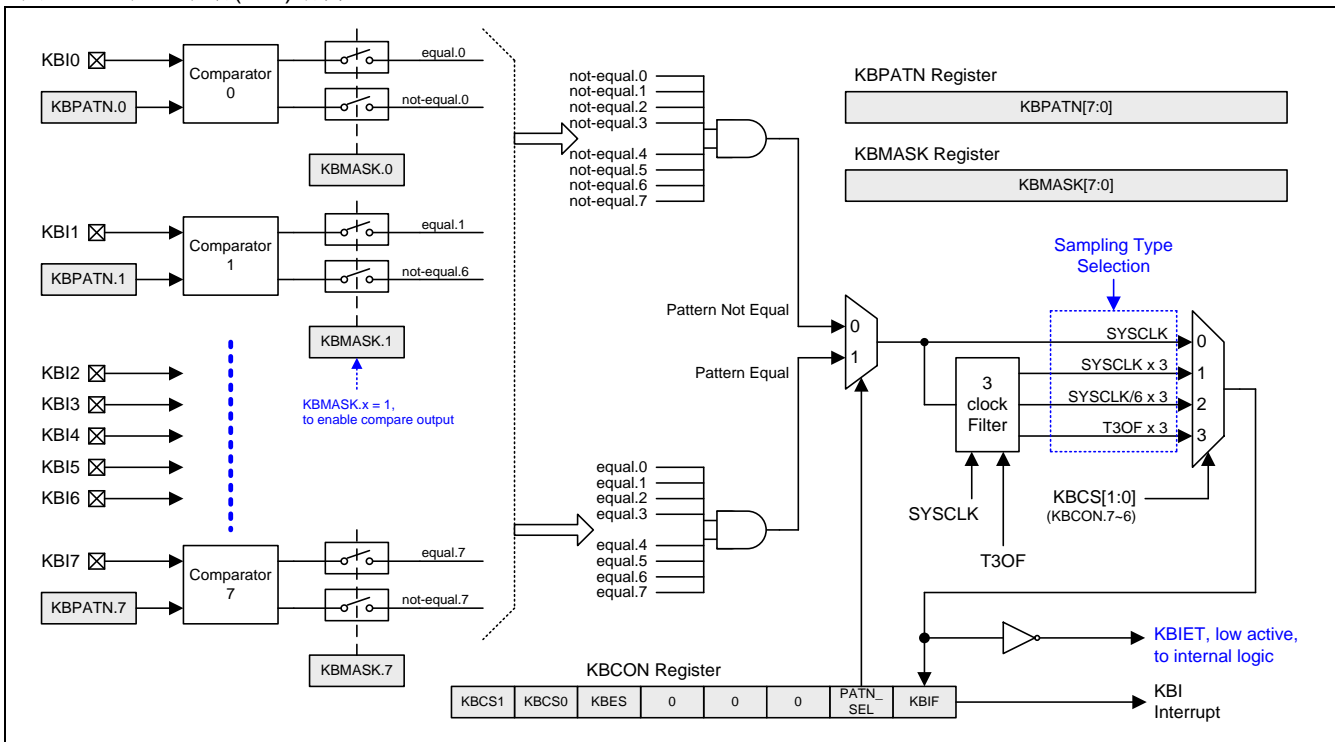 KBI0
Comparator
0
equal.0
KBPATN.0
not-equal.0
KBMASK.0
KBI1
Comparator
1
equal.1
KBPATN.1
not-equal.6
KBMASK.1
KBI2
KBI3
KBI4
KBI5
KBI6
KBMASK.x = 1,
to enable compare output
KBI7
Comparator
7
equal.7
KBPATN.7
not-equal.7
KBMASK.7
not-equal.0
not-equal.1
not-equal.2
not-equal.3
not-equal.4
not-equal.5
not-equal.6
not-equal.7
Pattern Not Equal
Pattern Equal
equal.0
equal.1
equal.2
equal.3
equal.4
equal.5
equal.6
equal.7
0
1
KBPATN Register
KBPATN[7:0]
KBMASK Register
KBMASK[7:0]
Sampling Type
Selection
SYSCLK
SYSCLK x 3
SYSCLK/6 x 3
T3OF x 3
0
1
2
3
3
clock
Filter
SYSCLK
T3OF
KBCS[1:0]
(KBCON.7~6)
KBIET, low active,
to internal logic
KBI
Interrupt
KBCON Register
KBCS1 KBCS0 KBES 0 0 0 PATN_ KBIF
SEL